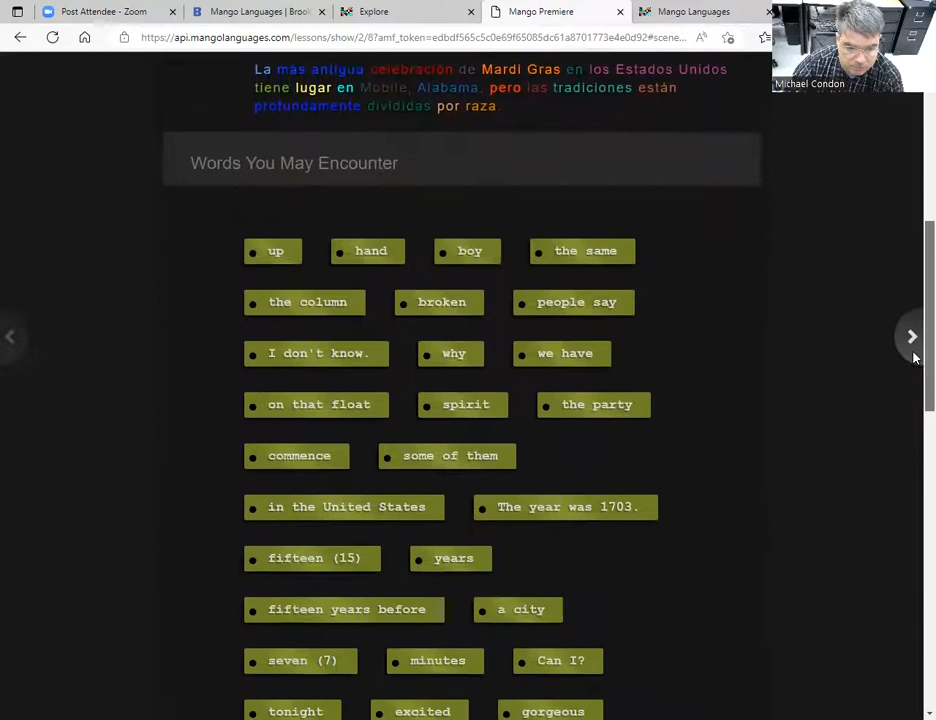 Post Attendee - Zoom
Mango Languages | Brook
Explore
Mango Premiere
Mango Languages
https://api.mangolanguages.com/lessons/show/2/8?amf_token=edbdf565c5c0e69f65085dc61a8701773e4e0d92#scene...
Michael Condon
La más antigua celebración de Mardi Gras en los Estados Unidos
tiene lugar en Mobile, Alabama, pero las tradiciones están
profundamente divididas por raza.
Words You May Encounter
up hand boy the same
the column broken people say
I don't know. why we have
on that float spirit the party
commence some of them
in the United States The year was 1703.
fifteen (15) years
fifteen years before a city
seven (7) minutes Can I?
tonight excited gorgeous